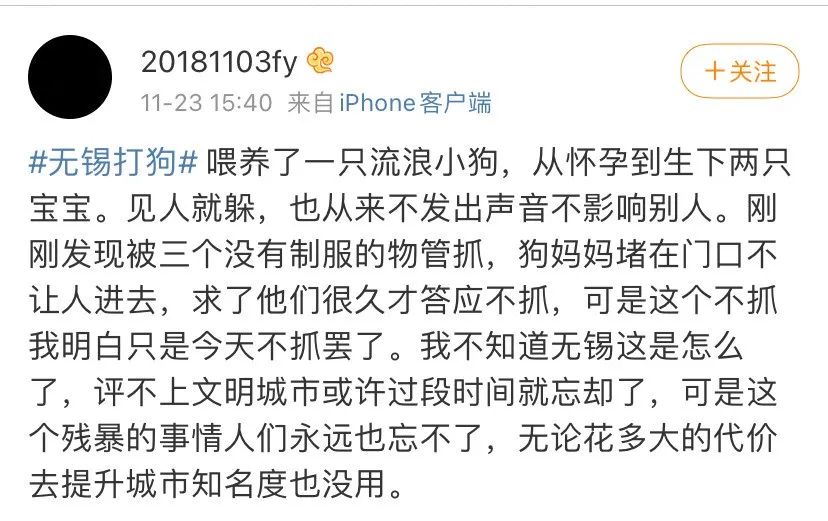 20181103fy
+关注
11-23 15:40 来自 iPhone客户端
#无锡打狗# 喂养了一只流浪小狗，从怀孕到生下两只
宝宝。见人就躲，也从来不发出声音不影响别人。刚
刚发现被三个没有制服的物管抓，狗妈妈堵在门口不
让人进去，求了他们很久才答应不抓，可是这个不抓
我明白只是今天不抓罢了。我不知道无锡这是怎么
了，评不上文明城市或许过段时间就忘却了，可是这
个残暴的事情人们永远也忘不了，无论花多大的代价
去提升城市知名度也没用。